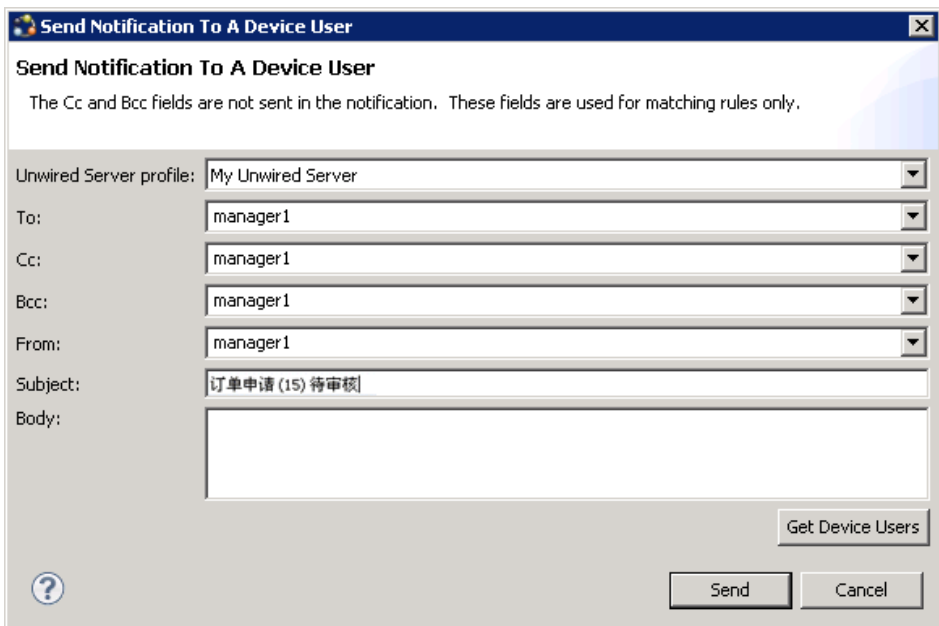 Send Notification To A Device User
Send Notification To A Device User
The Cc and Bcc fields are not sent in the notification.  These fields are used for matching rules only.
Unwired Server profile: My Unwired Server
To: manager1
Cc: manager1
Bcc: manager1
From: manager1
Subject: 订单申请 (15) 待审核
Body:
Get Device Users
Send Cancel